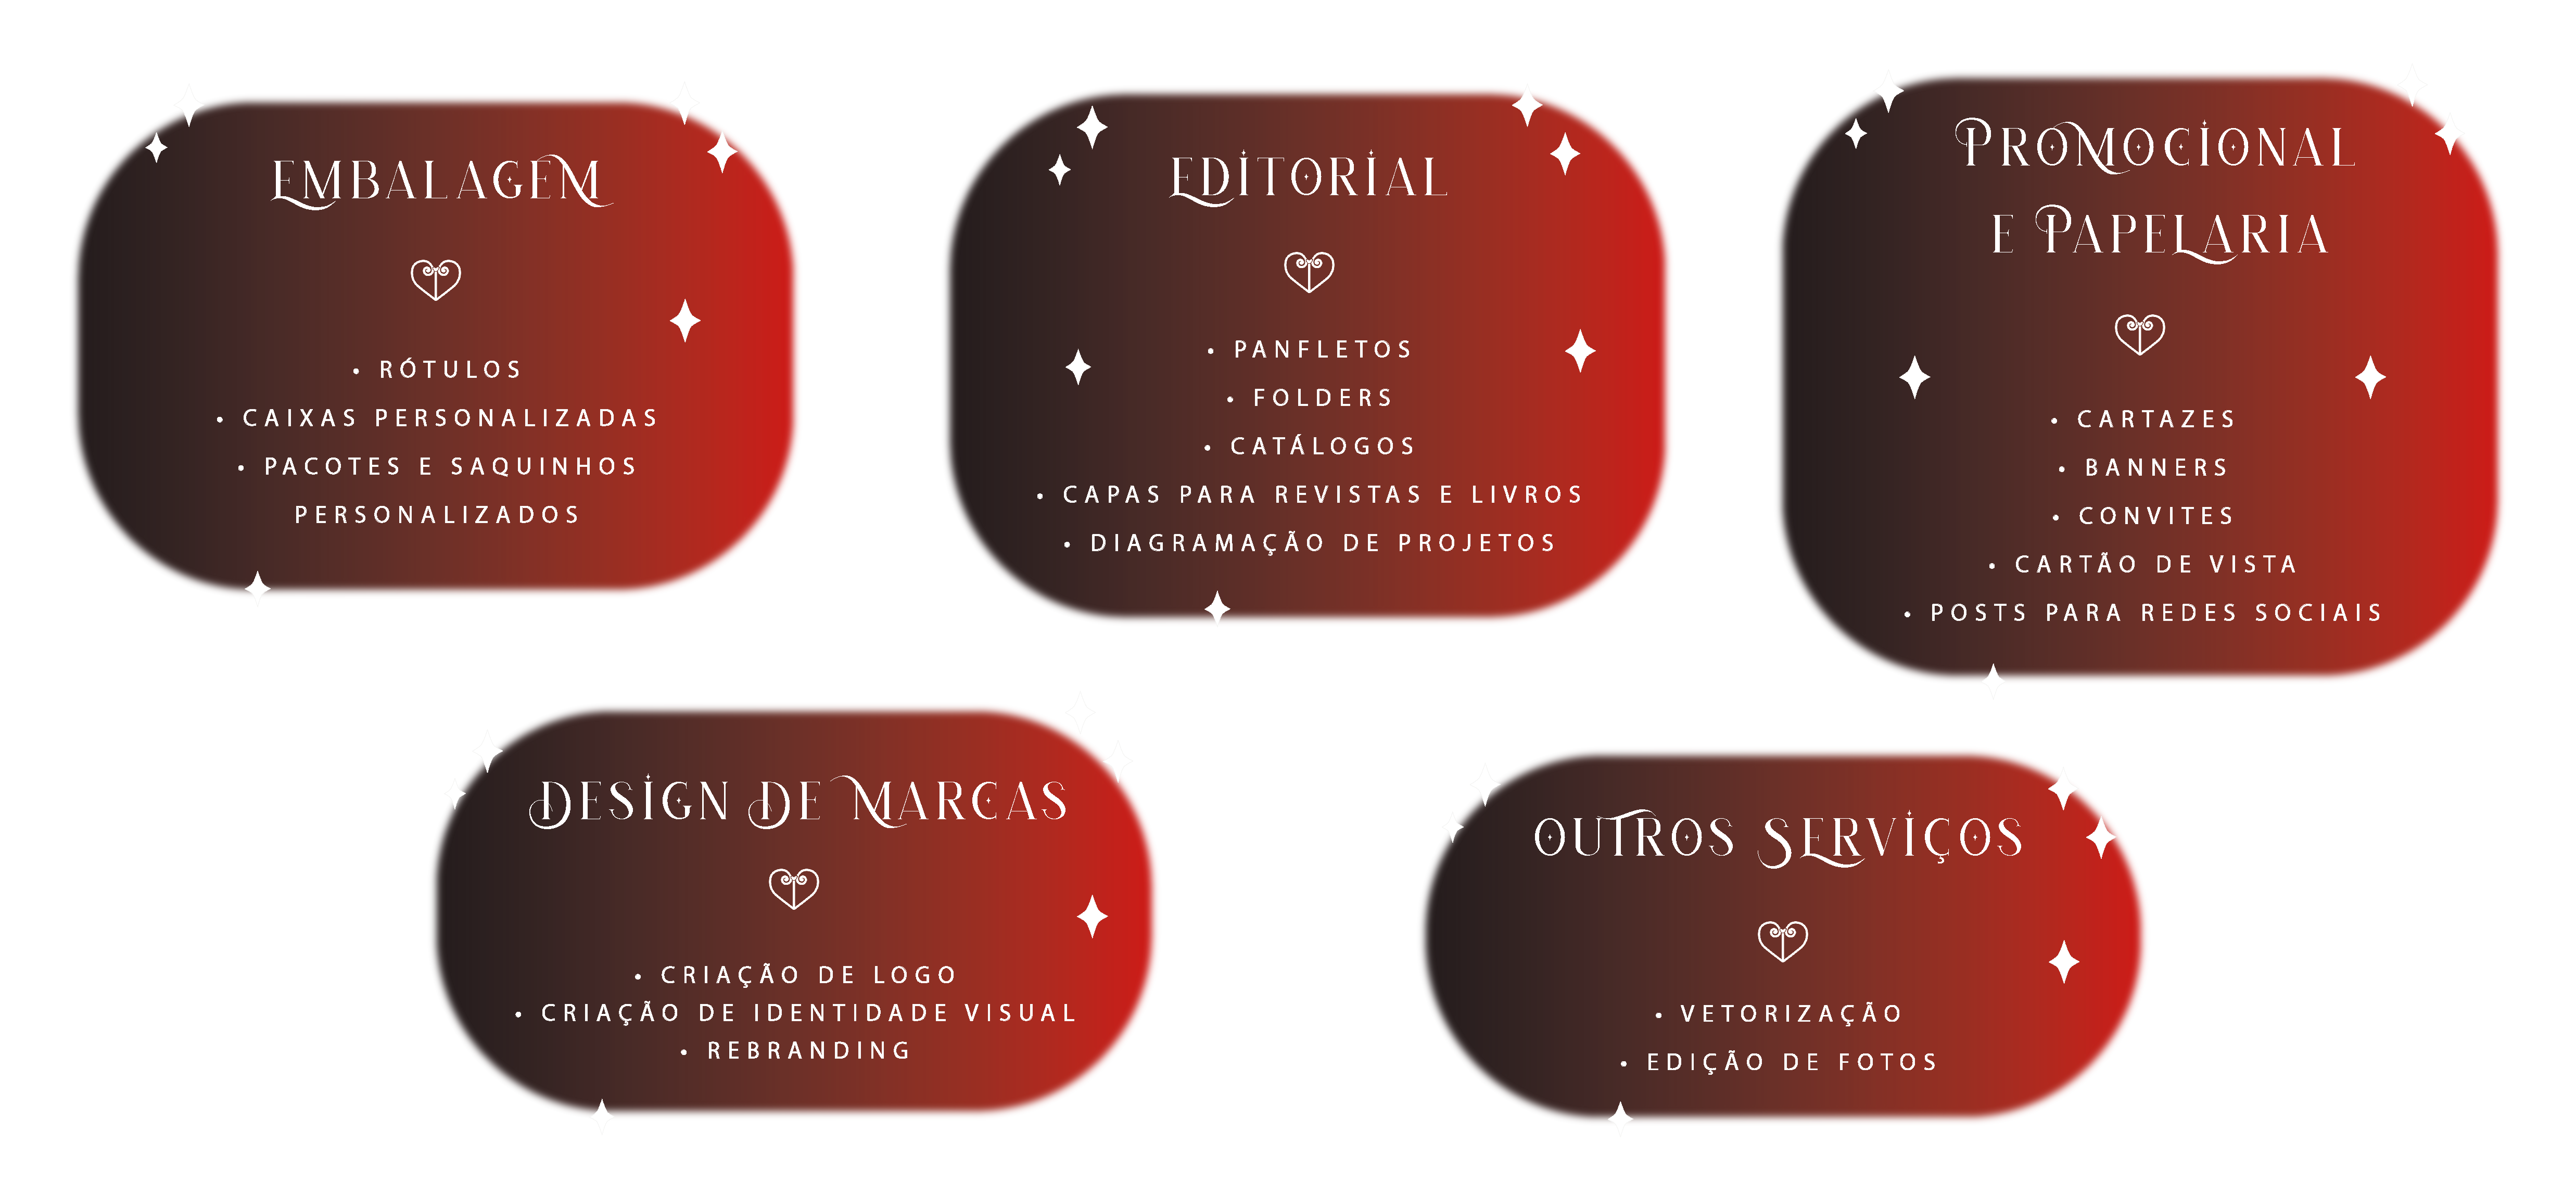 EMBALAGEM
• RÓTULOS
• CAIXAS PERSONALIZADAS
• PACOTES E SAQUINHOS
PERSONALIZADOS
EDITORIAL
• PANFLETOS
• FOLDERS
• CATÁLOGOS
• CAPAS PARA REVISTAS E LIVROS
• DIAGRAMAÇÃO DE PROJETOS
PROMOCIONAL
E PAPELARIA
• CARTAZES
• BANNERS
• CONVITES
• CARTÃO DE VISTA
• POSTS PARA REDES SOCIAIS
DESIGN DE MARCAS
• CRIAÇÃO DE LOGO
• CRIAÇÃO DE IDENTIDADE VISUAL
• REBRANDING
OUTROS SERVIÇOS
• VETORIZAÇÃO
• EDIÇÃO DE FOTOS